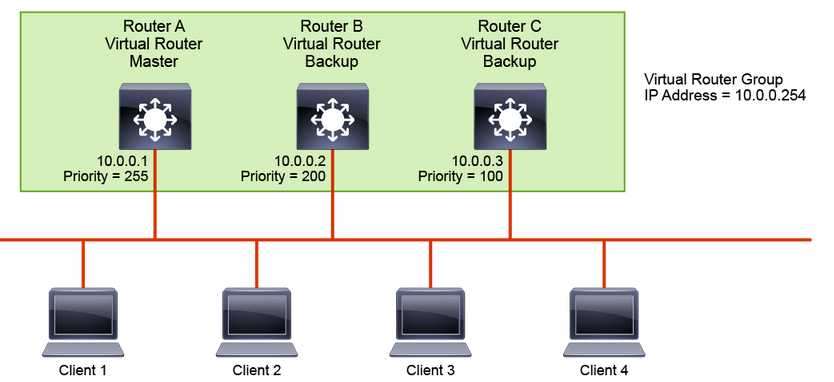 Router A
Virtual Router
Master
Router B
Virtual Router
Backup
Router C
Virtual Router
Backup
Virtual Router Group
IP Address = 10.0.0.254
10.0.0.1
Priority = 255
10.0.0.2
Priority = 200
10.0.0.3
Priority = 100
Client 1
Client 2
Client 3
Client 4